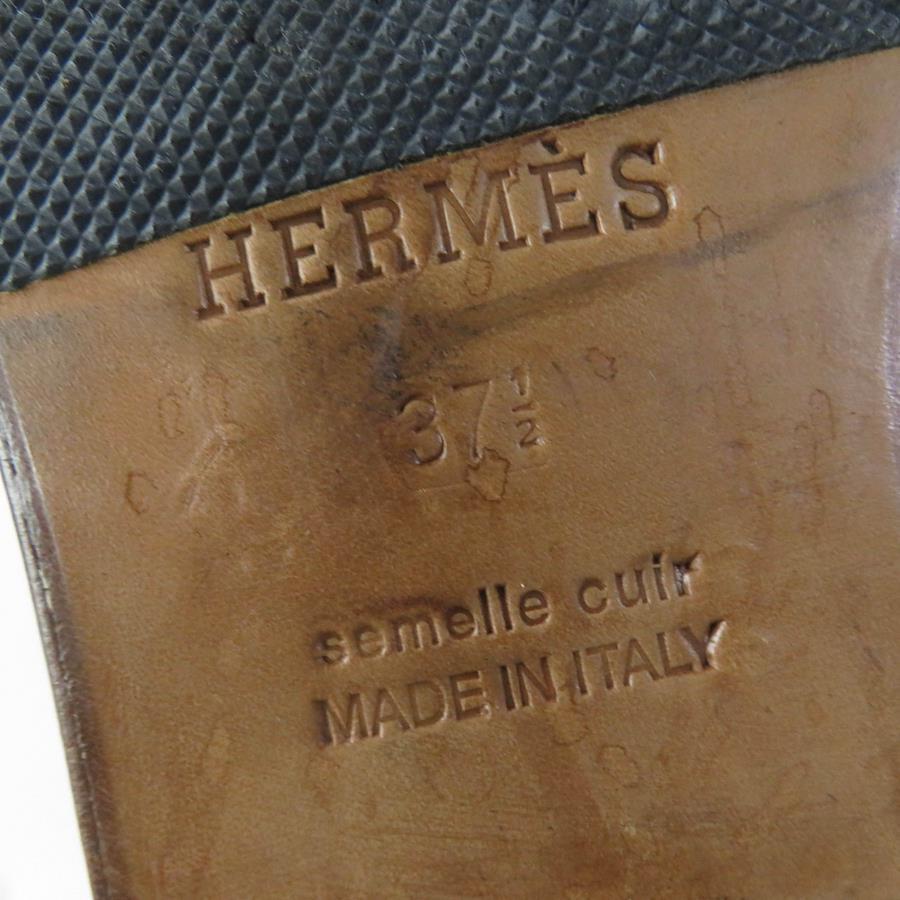 HERMÈS
37½
semelle cuir
MADE IN ITALY